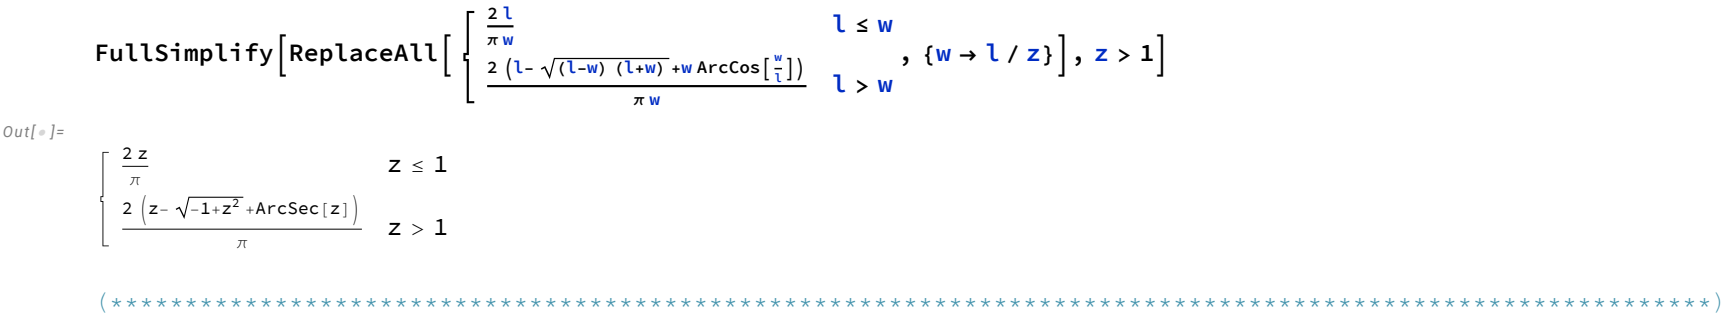 FullSimplify[ReplaceAll[{ 2 l / π w    l ≤ w
2 (l- √(l-w) (l+w) +w ArcCos[w/l]) / π w    l > w , {w → l / z}], z > 1]
Out[•]=
{ 2 z / π    z ≤ 1
2 (z- √-1+z² +ArcSec[z]) / π    z > 1
(***********************************************************************************************************)